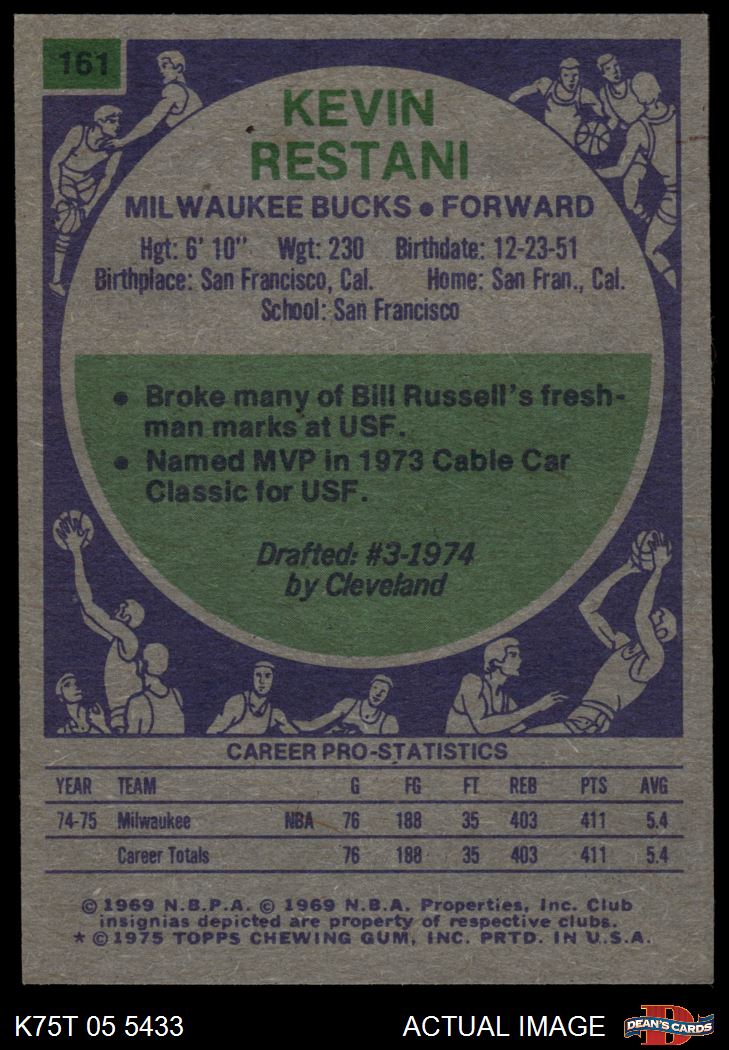 161
KEVIN
RESTANI
MILWAUKEE BUCKS ● FORWARD
Hgt: 6' 10" Wgt: 230 Birthdate: 12-23-51
Birthplace: San Francisco, Cal. Home: San Fran., Cal.
School: San Francisco
● Broke many of Bill Russell's fresh-
man marks at USF.
● Named MVP in 1973 Cable Car
Classic for USF.
Drafted: #3-1974
by Cleveland
CAREER PRO-STATISTICS
YEAR TEAM G FG FT REB PTS AVG
74-75 Milwaukee NBA 76 188 35 403 411 5.4
Career Totals 76 188 35 403 411 5.4
© 1969 N.B.P.A. © 1969 N.B.A. Properties, Inc. Club
insignias depicted are property of respective clubs.
* © 1975 TOPPS CHEWING GUM, INC. PRTD. IN U.S.A.
K75T 05 5433 ACTUAL IMAGE D DEAN'S CARDS